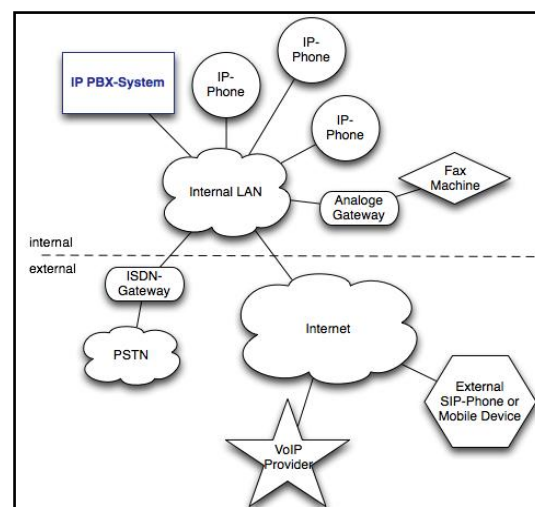 IP PBX-System
IP-
Phone
IP-
Phone
IP-
Phone
Internal LAN
Analoge
Gateway
Fax
Machine
internal
external
ISDN-
Gateway
PSTN
Internet
External
SIP-Phone or
Mobile Device
VoIP
Provider